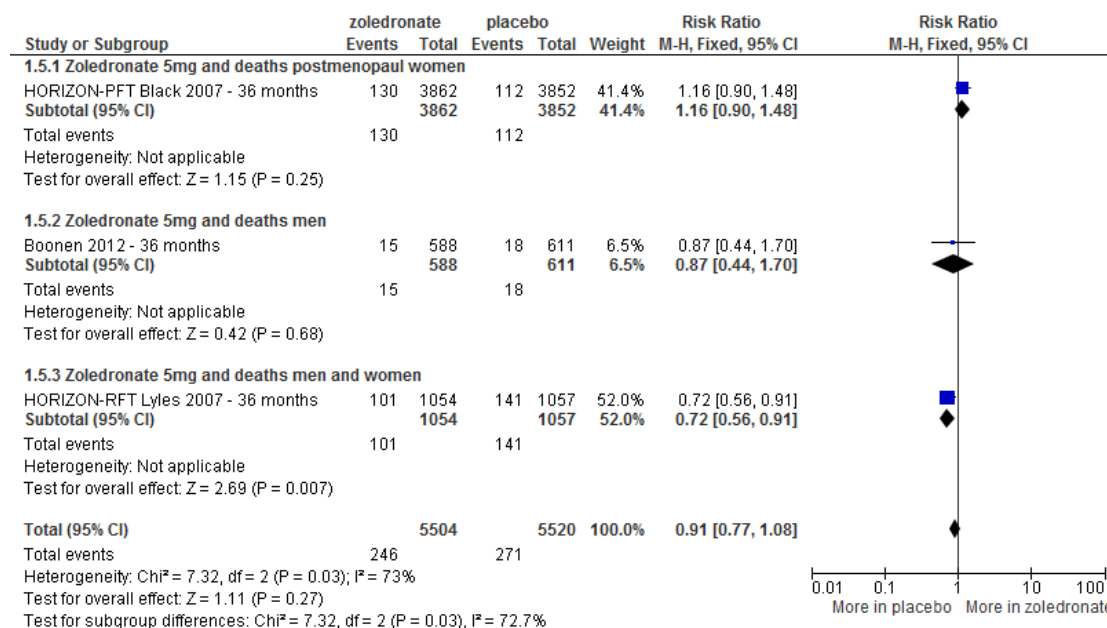 zoledronate placebo Risk Ratio Risk Ratio
Study or Subgroup Events Total Events Total Weight M-H, Fixed, 95% CI M-H, Fixed, 95% CI
1.5.1 Zoledronate 5mg and deaths postmenopaul women
HORIZON-PFT Black 2007 - 36 months 130 3862 112 3852 41.4% 1.16 [0.90, 1.48]
Subtotal (95% CI) 3862 3852 41.4% 1.16 [0.90, 1.48]
Total events 130 112
Heterogeneity: Not applicable
Test for overall effect: Z = 1.15 (P = 0.25)
1.5.2 Zoledronate 5mg and deaths men
Boonen 2012 - 36 months 15 588 18 611 6.5% 0.87 [0.44, 1.70]
Subtotal (95% CI) 588 611 6.5% 0.87 [0.44, 1.70]
Total events 15 18
Heterogeneity: Not applicable
Test for overall effect: Z = 0.42 (P = 0.68)
1.5.3 Zoledronate 5mg and deaths men and women
HORIZON-RFT Lyles 2007 - 36 months 101 1054 141 1057 52.0% 0.72 [0.56, 0.91]
Subtotal (95% CI) 1054 1057 52.0% 0.72 [0.56, 0.91]
Total events 101 141
Heterogeneity: Not applicable
Test for overall effect: Z = 2.69 (P = 0.007)
Total (95% CI) 5504 5520 100.0% 0.91 [0.77, 1.08]
Total events 246 271
Heterogeneity: Chi² = 7.32, df = 2 (P = 0.03); I² = 73%
Test for overall effect: Z = 1.11 (P = 0.27)
Test for subgroup differences: Chi² = 7.32, df = 2 (P = 0.03), I² = 72.7%
0.01 0.1 1 10 100
More in placebo More in zoledronate